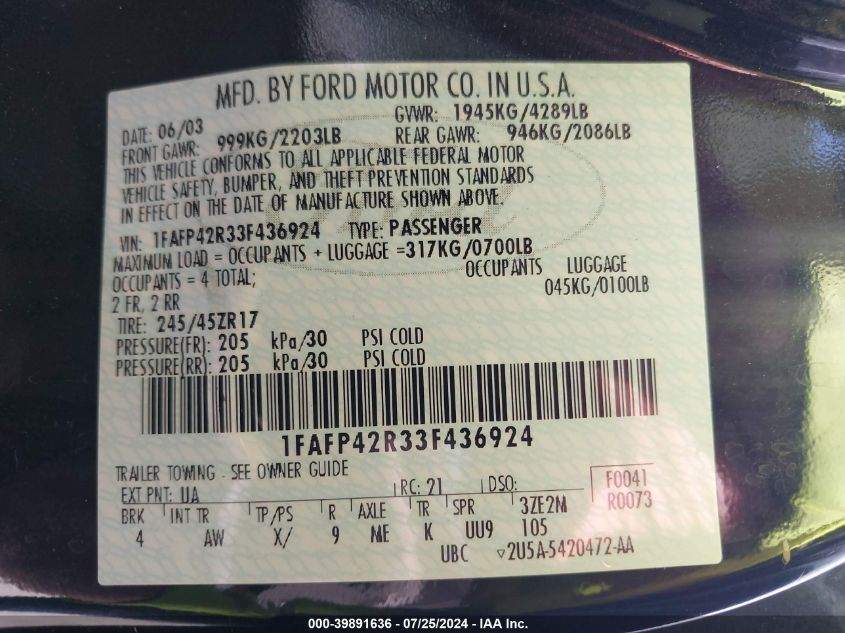 MFD. BY FORD MOTOR CO. IN U.S.A.
DATE: 06/03 GVWR: 1945KG/4289LB
FRONT GAWR: 999KG/2203LB REAR GAWR: 946KG/2086LB
THIS VEHICLE CONFORMS TO ALL APPLICABLE FEDERAL MOTOR
VEHICLE SAFETY, BUMPER, AND THEFT PREVENTION STANDARDS
IN EFFECT ON THE DATE OF MANUFACTURE SHOWN ABOVE.
VIN: 1FAFP42R33F436924 TYPE: PASSENGER
MAXIMUM LOAD = OCCUPANTS + LUGGAGE =317KG/0700LB
OCCUPANTS = 4 TOTAL; OCCUPANTS LUGGAGE
2 FR, 2 RR 045KG/0100LB
TIRE: 245/45ZR17
PRESSURE(FR): 205 kPa/30 PSI COLD
PRESSURE(RR): 205 kPa/30 PSI COLD
1FAFP42R33F436924
TRAILER TOWING - SEE OWNER GUIDE
EXT PNT: UA RC: 21 DSO: F0041
BRK INT TR TP/PS R AXLE TR SPR 3ZE2M R0073
4 AW X/ 9 ME K UU9 105
UBC ▽2U5A-5420472-AA
000-39891636 - 07/25/2024 - IAA Inc.